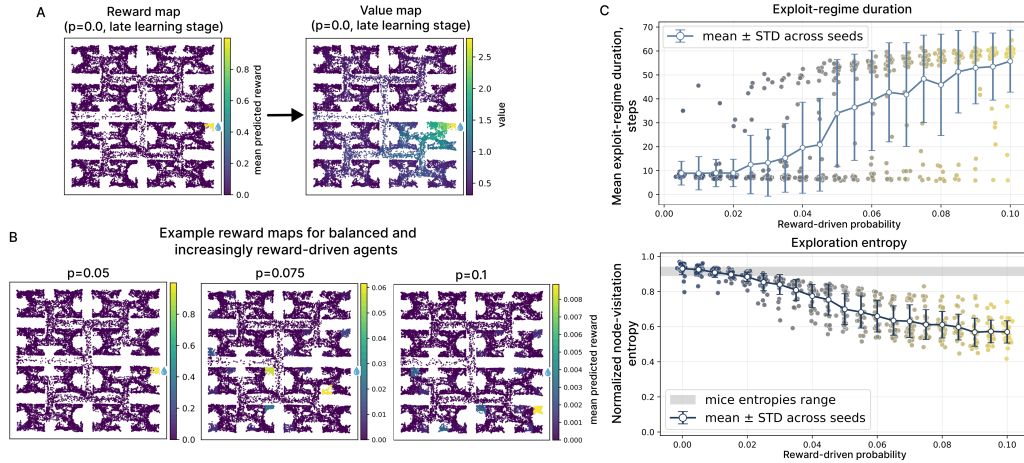 A
Reward map
(p=0.0, late learning stage)
0.8
0.6
0.4
0.2
0.0
mean predicted reward
Value map
(p=0.0, late learning stage)
2.5
2.0
1.5
1.0
0.5
value
B
Example reward maps for balanced and
increasingly reward-driven agents
p=0.05
0.8
0.6
0.4
0.2
0.0
p=0.075
0.06
0.05
0.04
0.03
0.02
0.01
0.00
p=0.1
0.008
0.007
0.006
0.005
0.004
0.003
0.002
0.001
0.000
mean predicted reward
C
Exploit-regime duration
mean ± STD across seeds
Mean exploit-regime duration,
steps
70
60
50
40
30
20
10
0
0.00
0.02
0.04
0.06
0.08
0.10
Reward-driven probability
Exploration entropy
Normalized node-visitation
entropy
1.0
0.8
0.6
0.4
0.2
0.0
mice entropies range
mean ± STD across seeds
0.00
0.02
0.04
0.06
0.08
0.10
Reward-driven probability